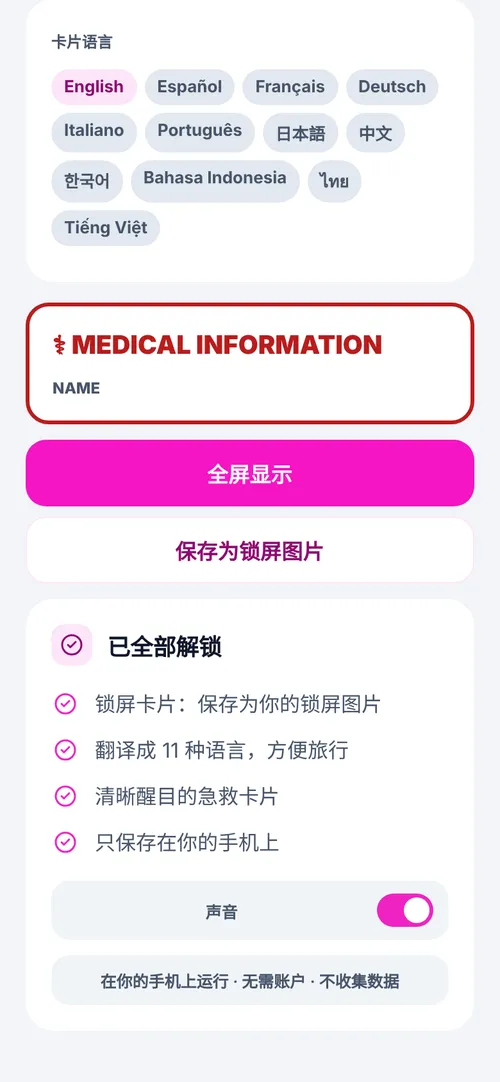 卡片语言
English Español Français Deutsch
Italiano Português 日本語 中文
한국어 Bahasa Indonesia ไทย
Tiếng Việt
⚕ MEDICAL INFORMATION
NAME
全屏显示
保存为锁屏图片
已全部解锁
锁屏卡片：保存为你的锁屏图片
翻译成 11 种语言，方便旅行
清晰醒目的急救卡片
只保存在你的手机上
声音
在你的手机上运行 · 无需账户 · 不收集数据